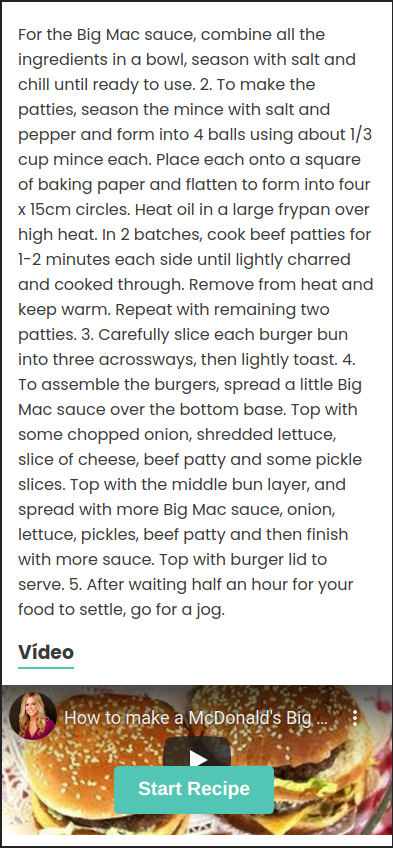 For the Big Mac sauce, combine all the
ingredients in a bowl, season with salt and
chill until ready to use. 2. To make the
patties, season the mince with salt and
pepper and form into 4 balls using about 1/3
cup mince each. Place each onto a square
of baking paper and flatten to form into four
x 15cm circles. Heat oil in a large frypan over
high heat. In 2 batches, cook beef patties for
1-2 minutes each side until lightly charred
and cooked through. Remove from heat and
keep warm. Repeat with remaining two
patties. 3. Carefully slice each burger bun
into three acrossways, then lightly toast. 4.
To assemble the burgers, spread a little Big
Mac sauce over the bottom base. Top with
some chopped onion, shredded lettuce,
slice of cheese, beef patty and some pickle
slices. Top with the middle bun layer, and
spread with more Big Mac sauce, onion,
lettuce, pickles, beef patty and then finish
with more sauce. Top with burger lid to
serve. 5. After waiting half an hour for your
food to settle, go for a jog.
Vídeo
How to make a McDonald's Big ...
Start Recipe